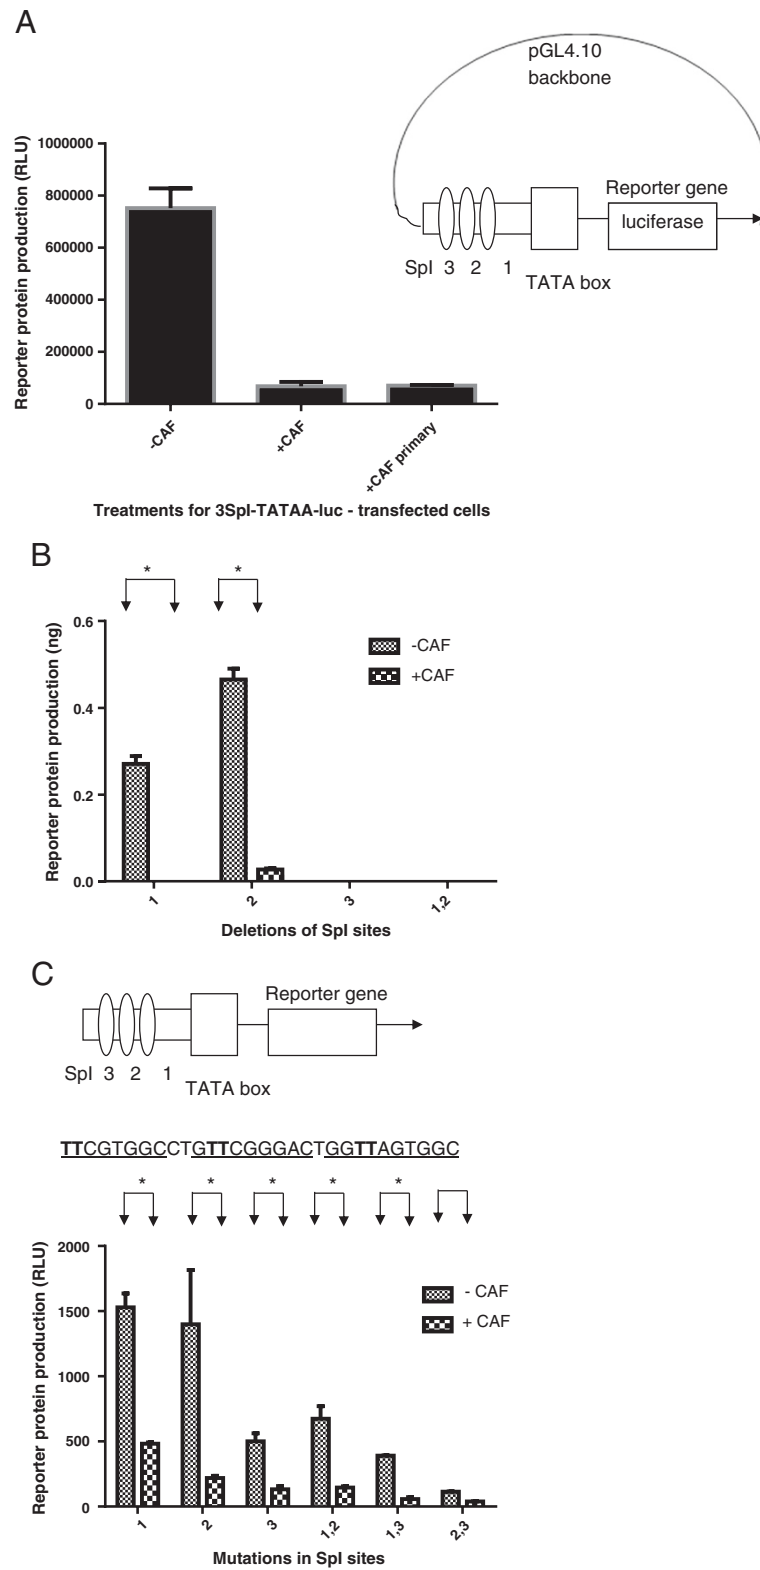 A
pGL4.10
backbone
Reporter protein production (RLU)
1000000
800000
600000
400000
200000
0
Reporter gene
luciferase
SpI 3 2 1
TATA box
-CAF
+CAF
+CAF primary
Treatments for 3SpI-TATAA-luc - transfected cells
B
* *
Reporter protein production (ng)
0.6
0.4
0.2
0.0
-CAF
+CAF
1 2 3 1,2
Deletions of SpI sites
C
Reporter gene
SpI 3 2 1
TATA box
TTCGTGGCCTGTTCGGGACTGGTTAGTGGC
* * * * *
Reporter protein production (RLU)
2000
1500
1000
500
0
- CAF
+ CAF
1 2 3 1,2 1,3 2,3
Mutations in SpI sites